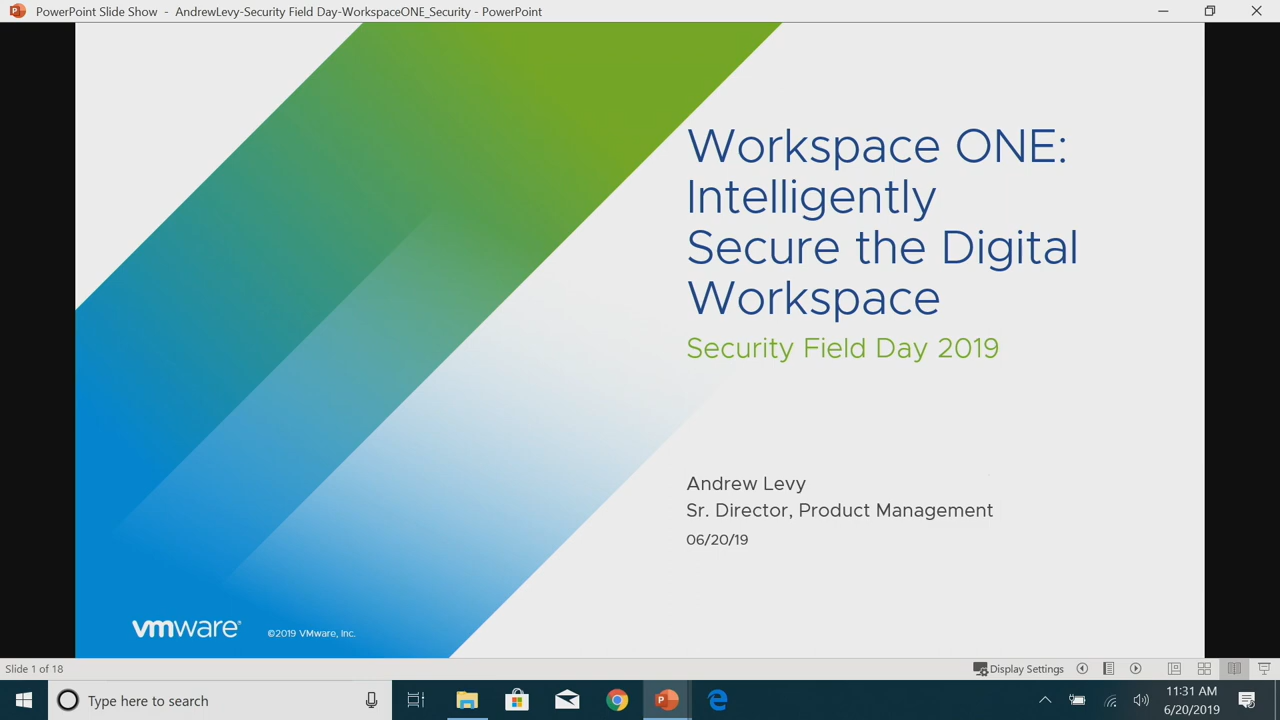 PowerPoint Slide Show - AndrewLevy-Security Field Day-WorkspaceONE_Security - PowerPoint
Workspace ONE:
Intelligently
Secure the Digital
Workspace
Security Field Day 2019
Andrew Levy
Sr. Director, Product Management
06/20/19
vmware®
©2019 VMware, Inc.
Slide 1 of 18
Display Settings
Type here to search
11:31 AM
6/20/2019